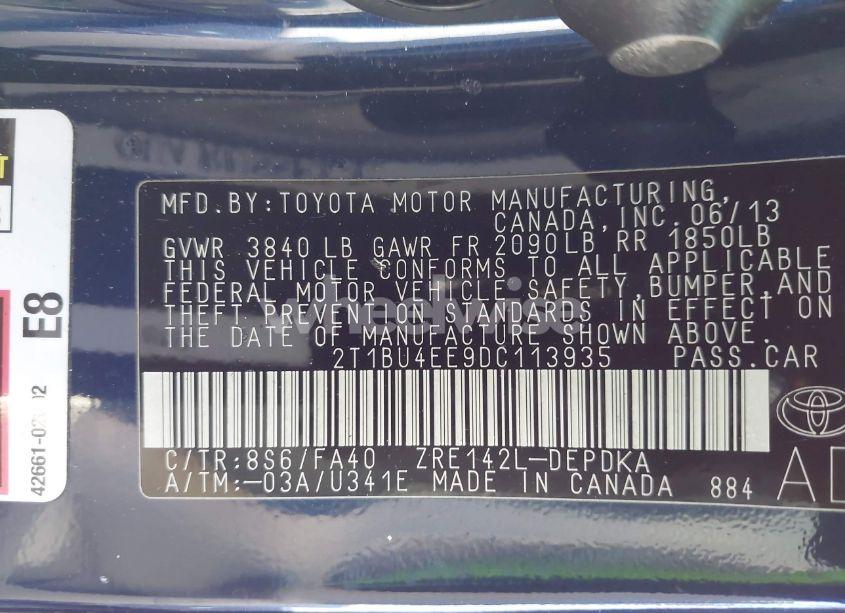 MFD.BY:TOYOTA MOTOR MANUFACTURING,
CANADA,INC.06/13
GVWR 3840 LB GAWR FR 2090LB RR 1850LB
THIS VEHICLE CONFORMS TO ALL APPLICABLE
FEDERAL MOTOR VEHICLE SAFETY,BUMPER,AND
THEFT PREVENTION STANDARDS IN EFFECT ON
THE DATE OF MANUFACTURE SHOWN ABOVE.
2T1BU4EE9DC113935 PASS.CAR
C/TR:8S6/FA40 ZRE142L-DEPDKA
A/TM:-03A/U341E MADE IN CANADA 884
E8
wheelwise